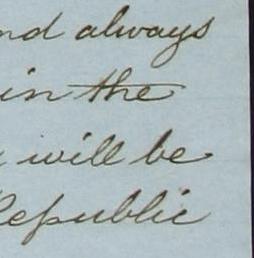 nd always
in the
will be
Republic